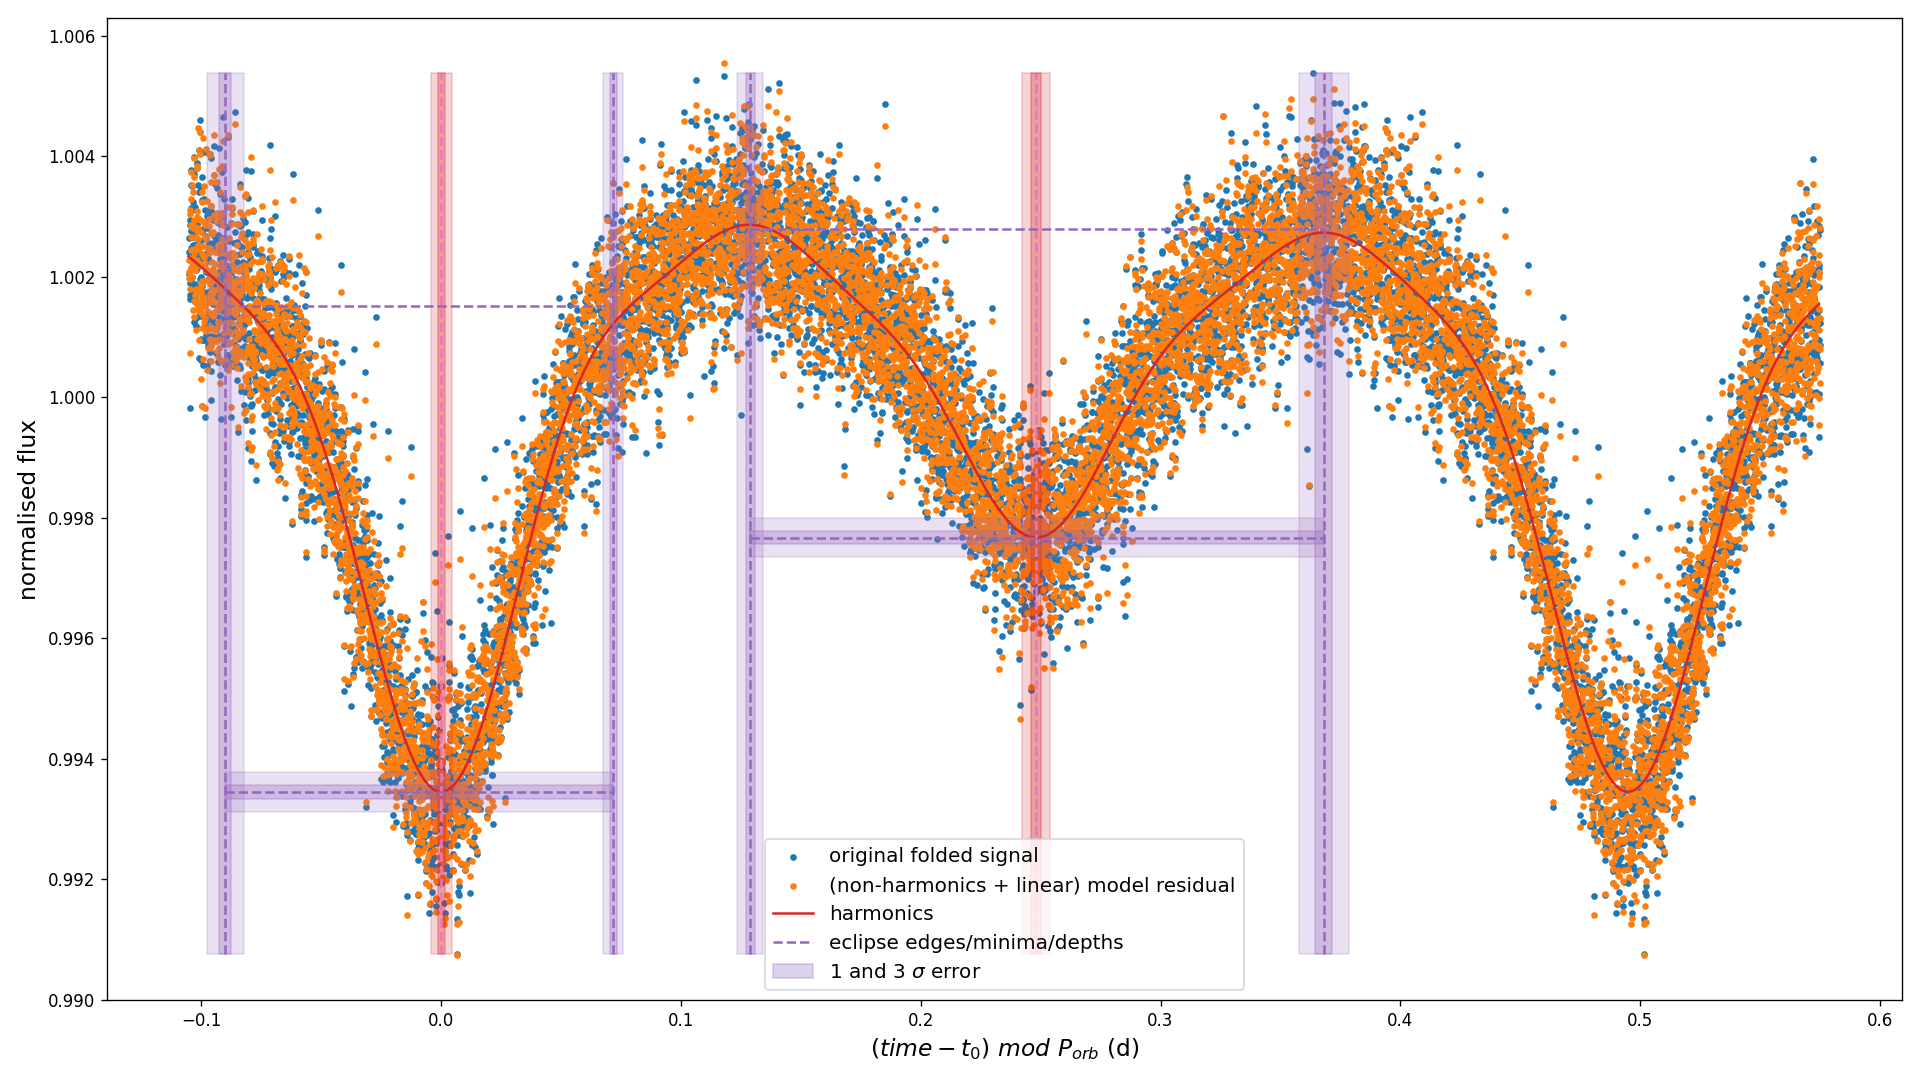 1.006
1.004
1.002
1.000
0.998
0.996
0.994
0.992
0.990
normalised flux
original folded signal
(non-harmonics + linear) model residual
harmonics
eclipse edges/minima/depths
1 and 3 σ error
−0.1 0.0 0.1 0.2 0.3 0.4 0.5 0.6
(time − t₀) mod Pₒᵣb (d)